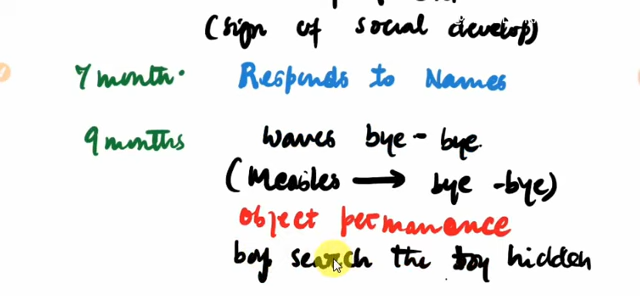 (sign of social develop)
7 month. Responds to Names
9 months waves bye - bye
(Measles → bye - bye)
object permanence
boy search the toy hidden